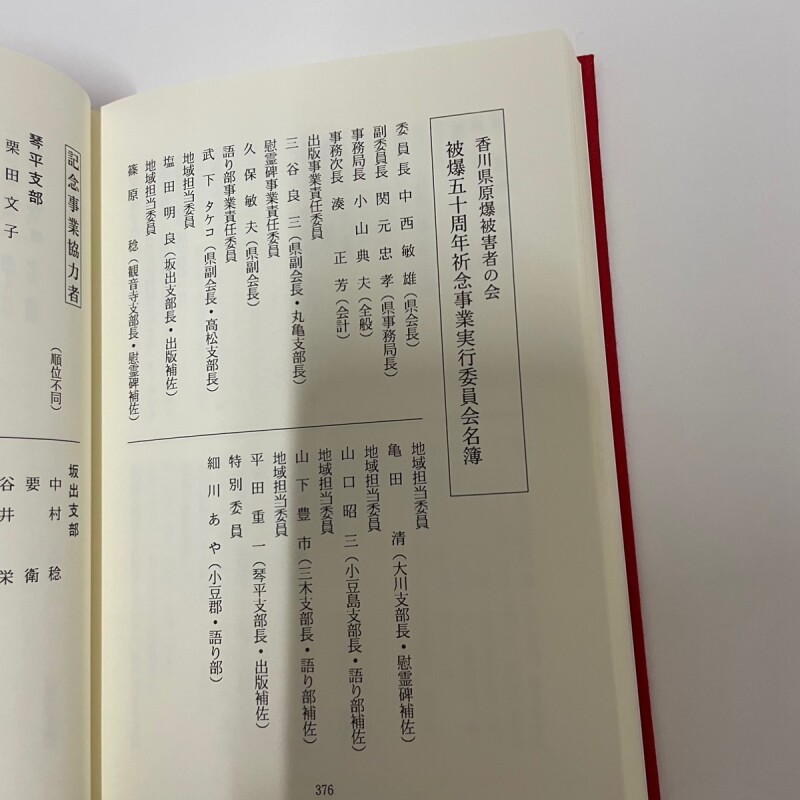 香川県原爆被害者の会
被爆五十周年祈念事業実行委員会名簿
委員長 中西敏雄(県会長)
副委員長 関元忠孝(県事務局長)
事務局長 小山典夫(全般)
事務次長 湊 正芳(会計)
出版事業責任委員
三谷良三(県副会長・丸亀支部長)
慰霊碑事業責任委員
久保敏夫(県副会長)
語り部事業責任委員
武下タケコ(県副会長・高松支部長)
地域担当委員
塩田明良(坂出支部長・出版補佐)
地域担当委員
篠原 稔(観音寺支部長・慰霊碑補佐)
地域担当委員
亀田 清(大川支部長・慰霊碑補佐)
地域担当委員
山口昭三(小豆島支部長・語り部補佐)
地域担当委員
山下豊市(三木支部長・語り部補佐)
地域担当委員
平田重一(琴平支部長・出版補佐)
特別委員
細川あや(小豆郡・語り部)
376
記念事業協力者
(順位不同)
琴平支部
栗田文子
坂出支部
中村 稔
要 衛
谷井 栄